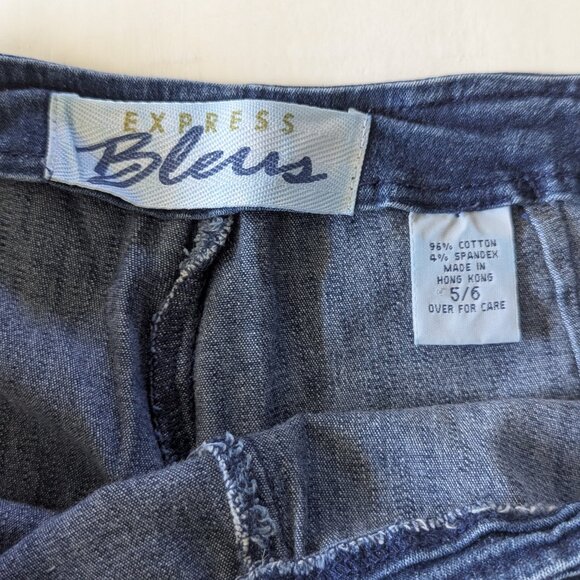 EXPRESS
Bleus
96% COTTON
4% SPANDEX
MADE IN
HONG KONG
5/6
OVER FOR CARE